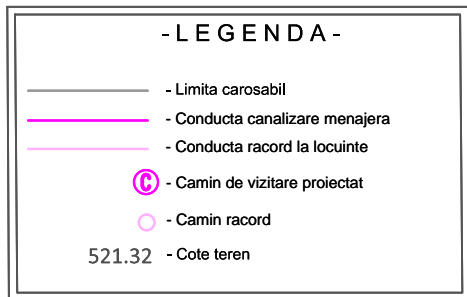 -LEGENDA-
- Limita carosabil
- Conducta canalizare menajera
- Conducta racord la locuinte
C - Camin de vizitare proiectat
- Camin racord
521.32 - Cote teren